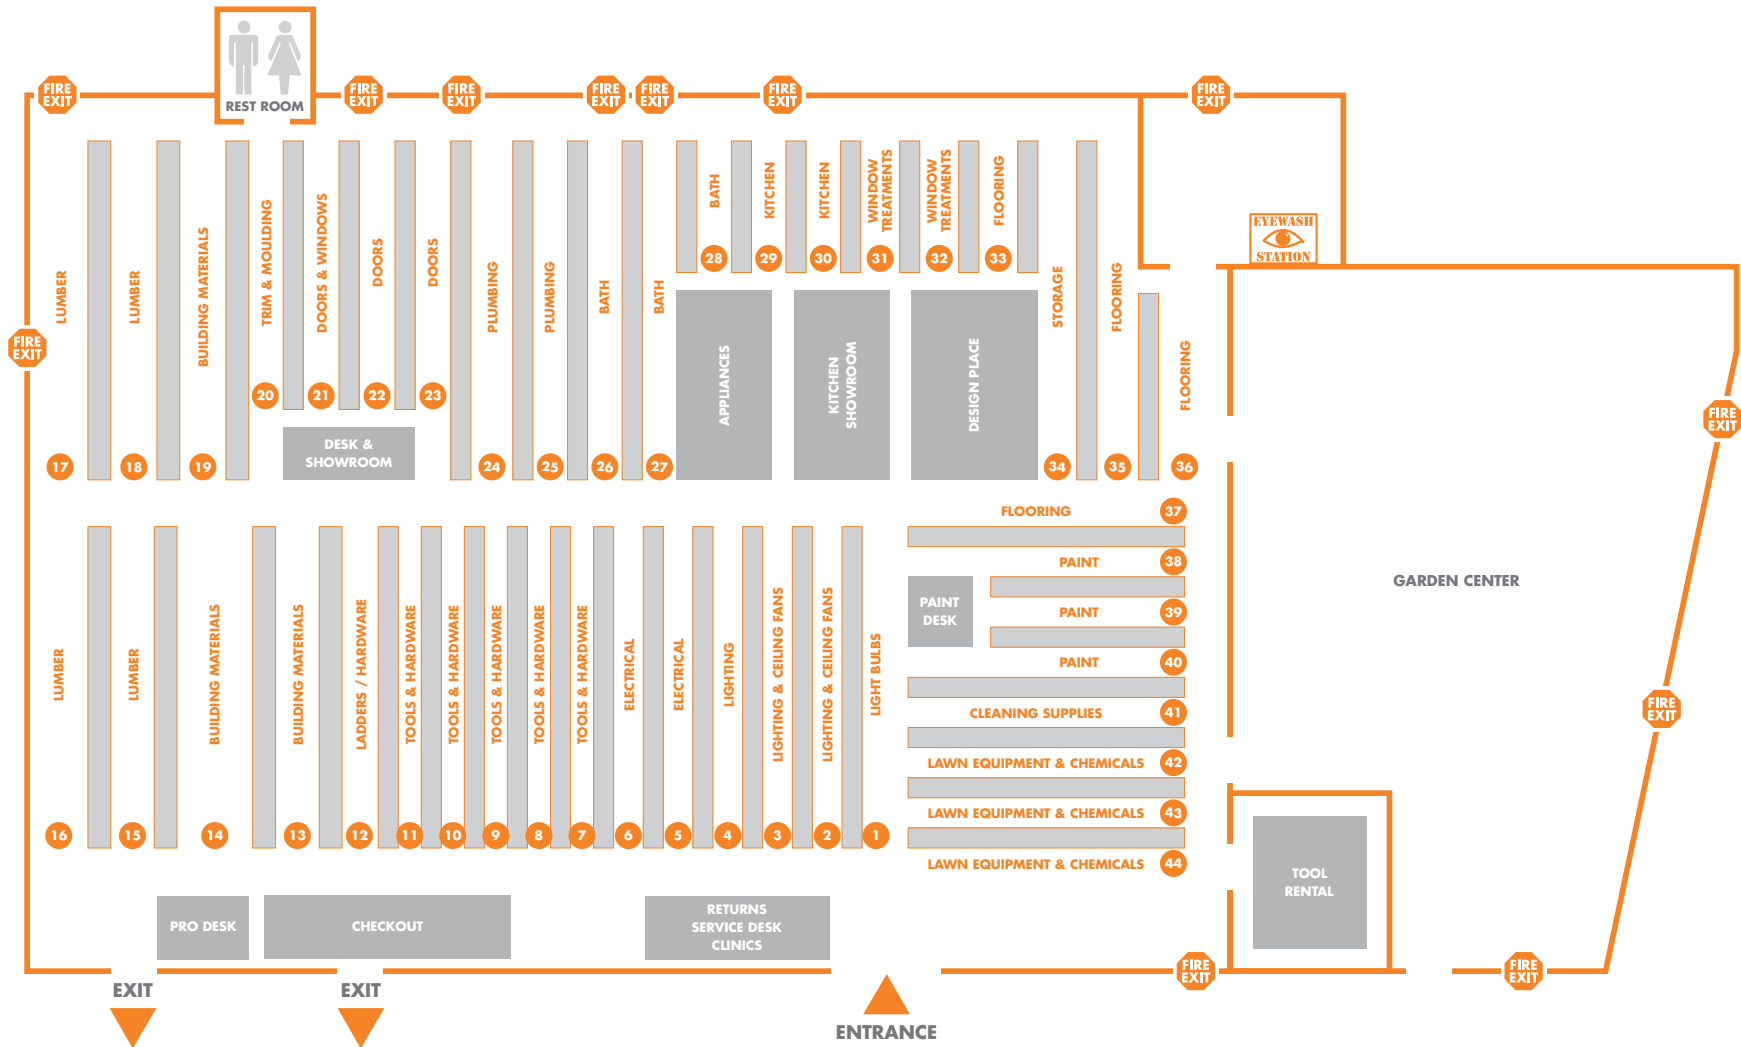 REST ROOM
FIRE
EXIT
FIRE
EXIT
FIRE
EXIT
FIRE
EXIT
FIRE
EXIT
FIRE
EXIT
FIRE
EXIT
EYEWASH
STATION
FIRE
EXIT
LUMBER
17
LUMBER
18
BUILDING MATERIALS
19
TRIM & MOULDING
20
DOORS & WINDOWS
21
DOORS
22
DOORS
23
DESK &
SHOWROOM
PLUMBING
24
PLUMBING
25
BATH
26
BATH
27
BATH
28
KITCHEN
29
KITCHEN
30
WINDOW
TREATMENTS
31
WINDOW
TREATMENTS
32
FLOORING
33
APPLIANCES
KITCHEN
SHOWROOM
DESIGN PLACE
STORAGE
34
FLOORING
35
FLOORING
36
FIRE
EXIT
FLOORING
37
PAINT
38
PAINT
DESK
PAINT
39
PAINT
40
CLEANING SUPPLIES
41
LAWN EQUIPMENT & CHEMICALS
42
LAWN EQUIPMENT & CHEMICALS
43
LAWN EQUIPMENT & CHEMICALS
44
GARDEN CENTER
FIRE
EXIT
LUMBER
16
LUMBER
15
BUILDING MATERIALS
14
BUILDING MATERIALS
13
LADDERS / HARDWARE
12
TOOLS & HARDWARE
11
TOOLS & HARDWARE
10
TOOLS & HARDWARE
9
TOOLS & HARDWARE
8
TOOLS & HARDWARE
7
ELECTRICAL
6
ELECTRICAL
5
LIGHTING
4
LIGHTING & CEILING FANS
3
LIGHTING & CEILING FANS
2
LIGHT BULBS
1
TOOL
RENTAL
PRO DESK
CHECKOUT
RETURNS
SERVICE DESK
CLINICS
FIRE
EXIT
FIRE
EXIT
EXIT
EXIT
ENTRANCE